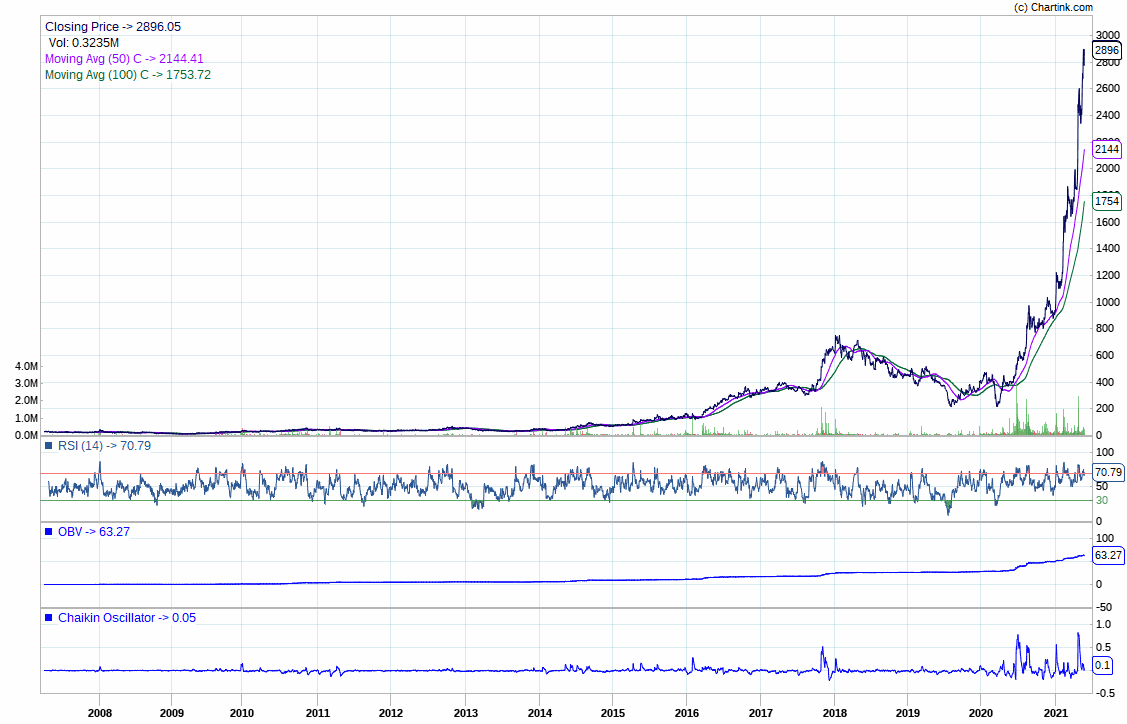 (c) Chartink.com
Closing Price -> 2896.05
Vol: 0.3235M
Moving Avg (50) C -> 2144.41
Moving Avg (100) C -> 1753.72
3000
2896
2800
2600
2400
2200
2144
2000
1754
1600
1400
1200
1000
800
600
400
200
0
4.0M
3.0M
2.0M
1.0M
0.0M
RSI (14) -> 70.79
100
70.79
50
30
0
OBV -> 63.27
100
63.27
0
-50
Chaikin Oscillator -> 0.05
1.0
0.5
0.1
-0.5
2008 2009 2010 2011 2012 2013 2014 2015 2016 2017 2018 2019 2020 2021